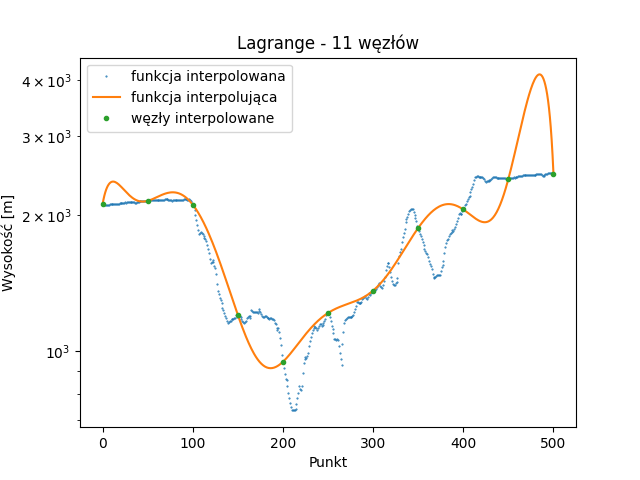 Lagrange - 11 węzłów
funkcja interpolowana
funkcja interpolująca
węzły interpolowane
4 × 10³
3 × 10³
2 × 10³
10³
Wysokość [m]
0 100 200 300 400 500
Punkt